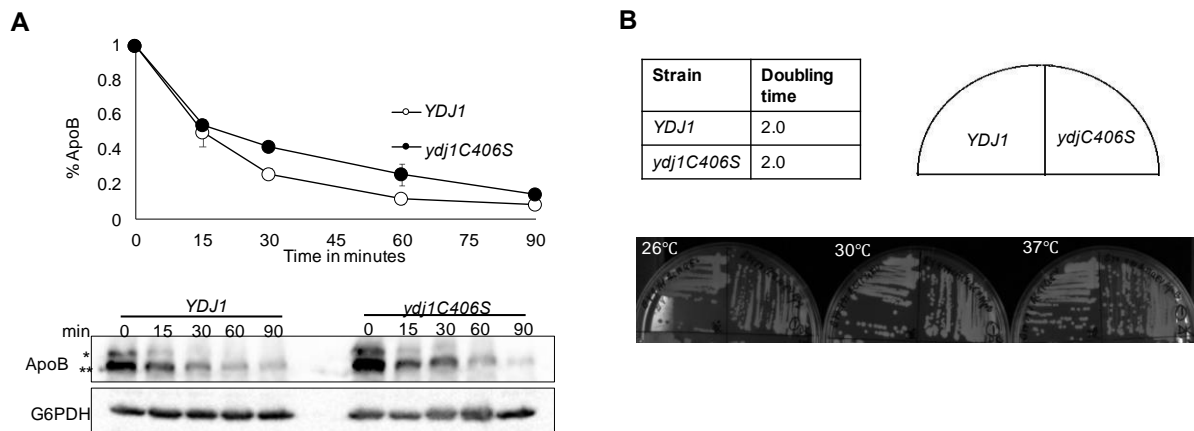 A
1
0.8
0.6
0.4
0.2
0
% ApoB
YDJ1
ydj1C406S
0 15 30 45 60 75 90
Time in minutes
YDJ1 ydj1C406S
min 0 15 30 60 90 0 15 30 60 90
*
ApoB
**
G6PDH
B
Strain Doubling time
YDJ1 2.0
ydj1C406S 2.0
YDJ1 ydjC406S
26°C 30°C 37°C